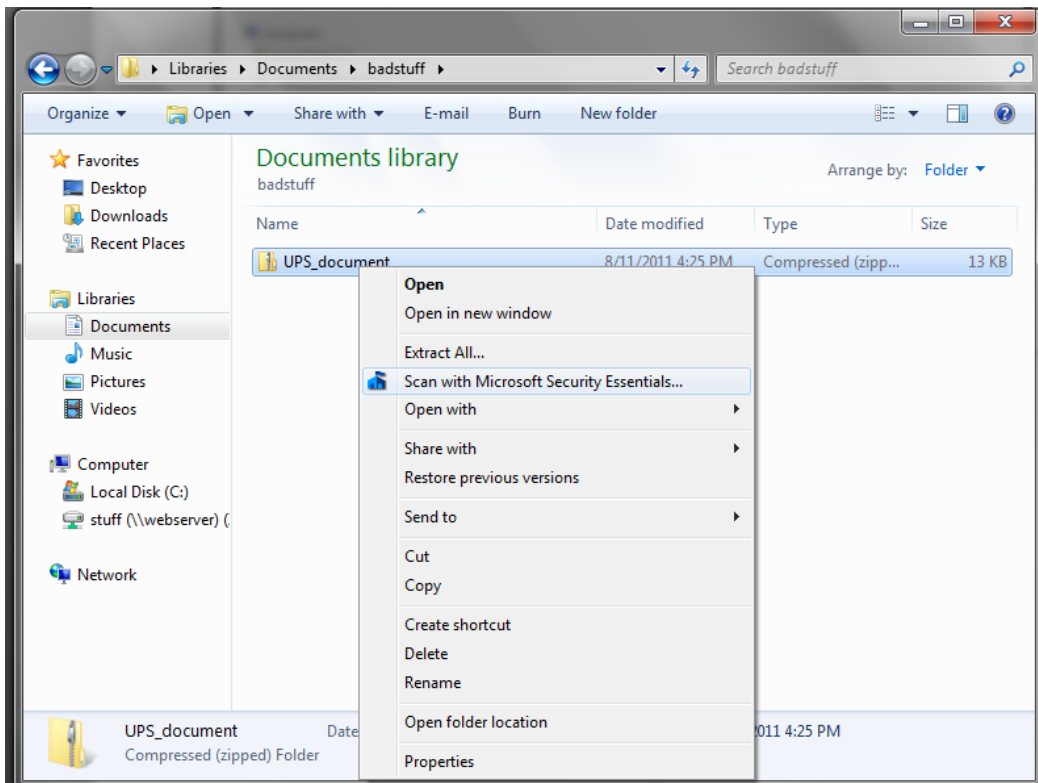 Libraries ▸ Documents ▸ badstuff ▸
Search badstuff
Organize Open Share with E-mail Burn New folder
Favorites
Desktop
Downloads
Recent Places
Libraries
Documents
Music
Pictures
Videos
Computer
Local Disk (C:)
stuff (\\webserver) (
Network
Documents library
badstuff
Arrange by: Folder
Name Date modified Type Size
UPS_document 8/11/2011 4:25 PM Compressed (zipp... 13 KB
Open
Open in new window
Extract All...
Scan with Microsoft Security Essentials...
Open with
Share with
Restore previous versions
Send to
Cut
Copy
Create shortcut
Delete
Rename
Open folder location
Properties
UPS_document Date 2011 4:25 PM
Compressed (zipped) Folder